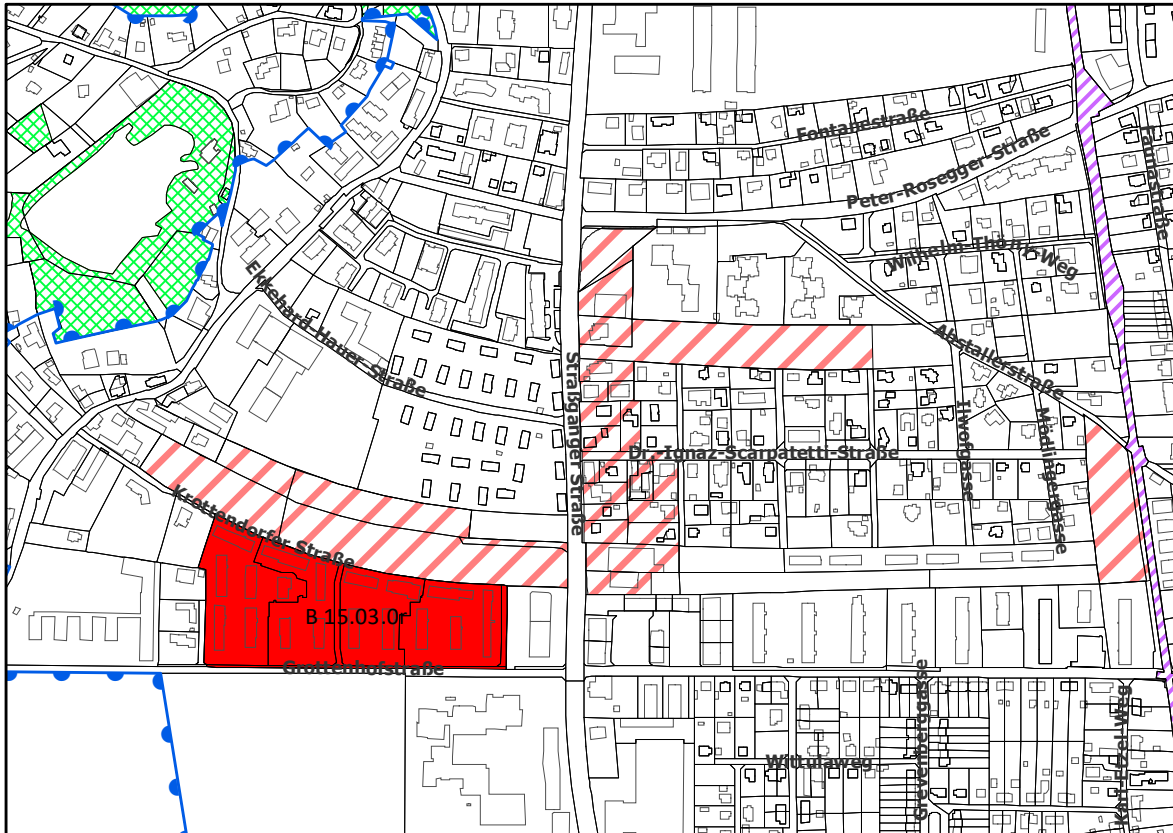 Fontanestraße
Peter-Rosegger-Straße
Faunastraße
Wilhelm-Thöny-Weg
Ekkehard-Hauer-Straße
Abstallerstraße
Straßganger Straße
Ilwofgasse
Mödlingergasse
Dr.-Ignaz-Scarpatetti-Straße
Krottendorfer Straße
B 15.03.0r
Grottenhofstraße
Grevenberggasse
Karl-Etzel-Weg
Wittulaweg